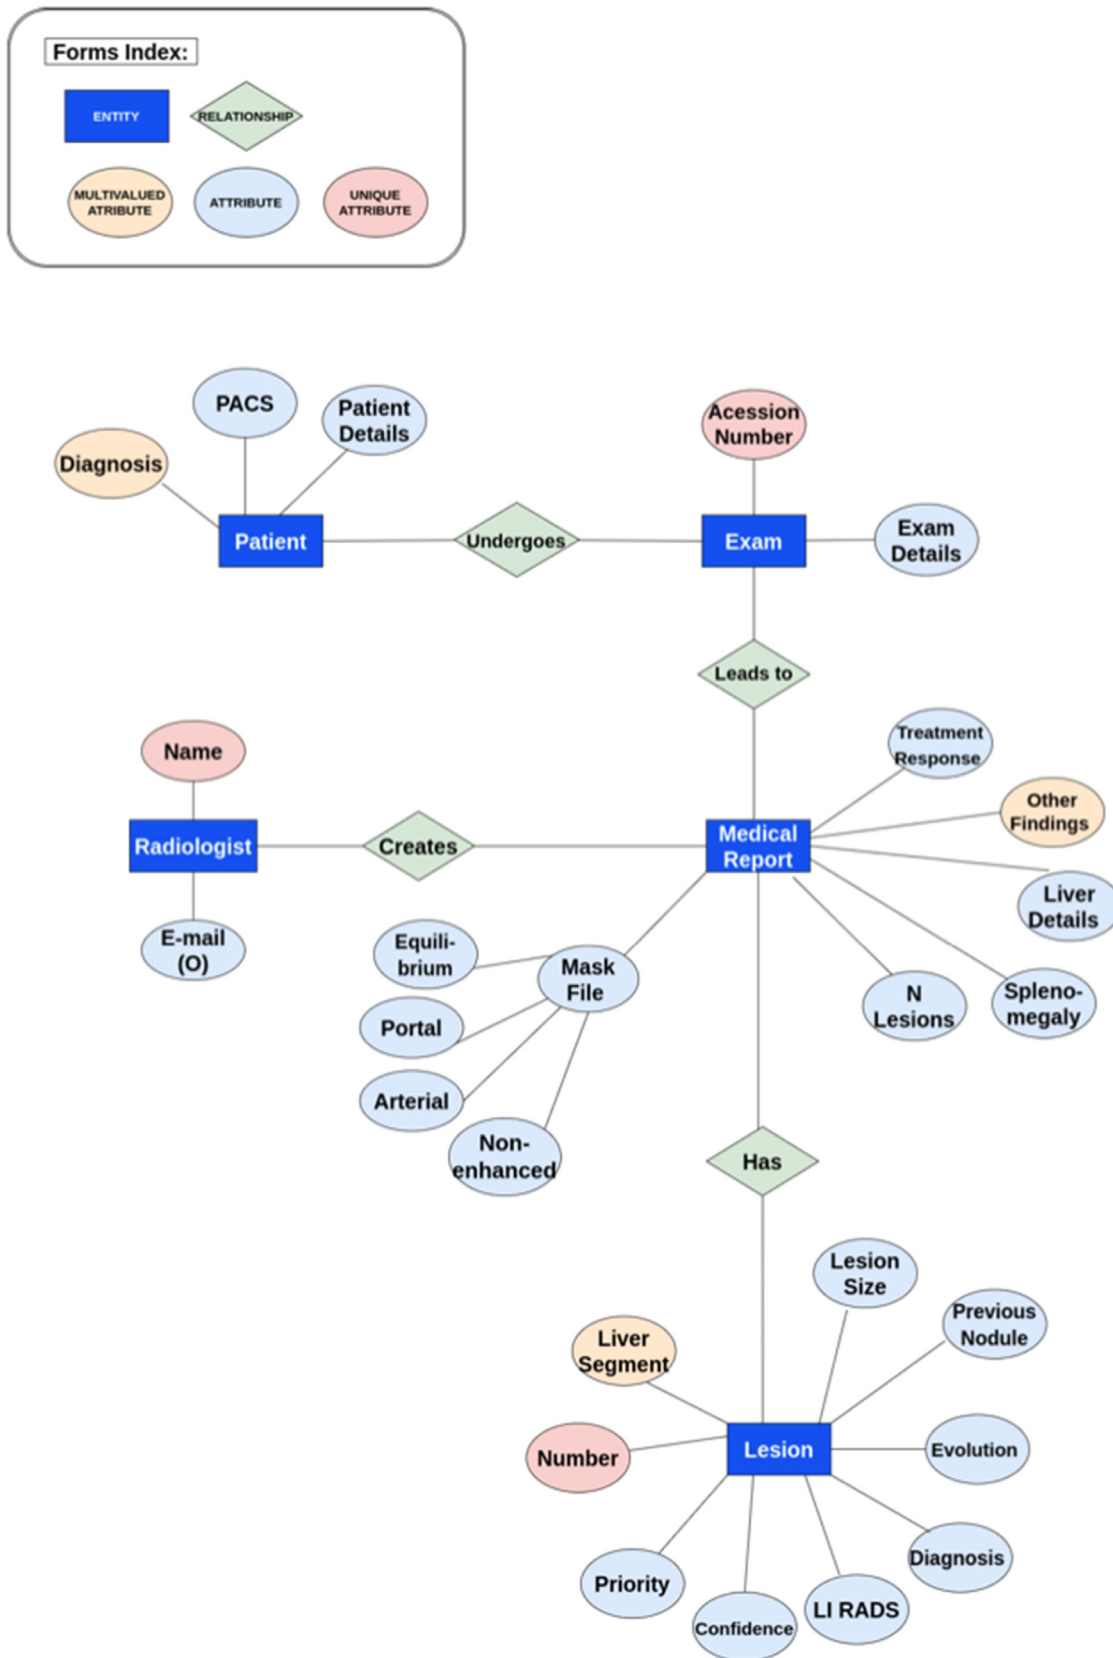 Forms Index:
ENTITY
RELATIONSHIP
MULTIVALUED
ATRIBUTE
ATTRIBUTE
UNIQUE
ATTRIBUTE
PACS
Patient
Details
Diagnosis
Acession
Number
Patient
Undergoes
Exam
Exam
Details
Leads to
Name
Treatment
Response
Other
Findings
Radiologist
Creates
Medical
Report
Liver
Details
E-mail
(O)
Equili-
brium
Mask
File
N
Lesions
Spleno-
megaly
Portal
Arterial
Non-
enhanced
Has
Lesion
Size
Previous
Nodule
Liver
Segment
Number
Lesion
Evolution
Diagnosis
Priority
Confidence
LI RADS